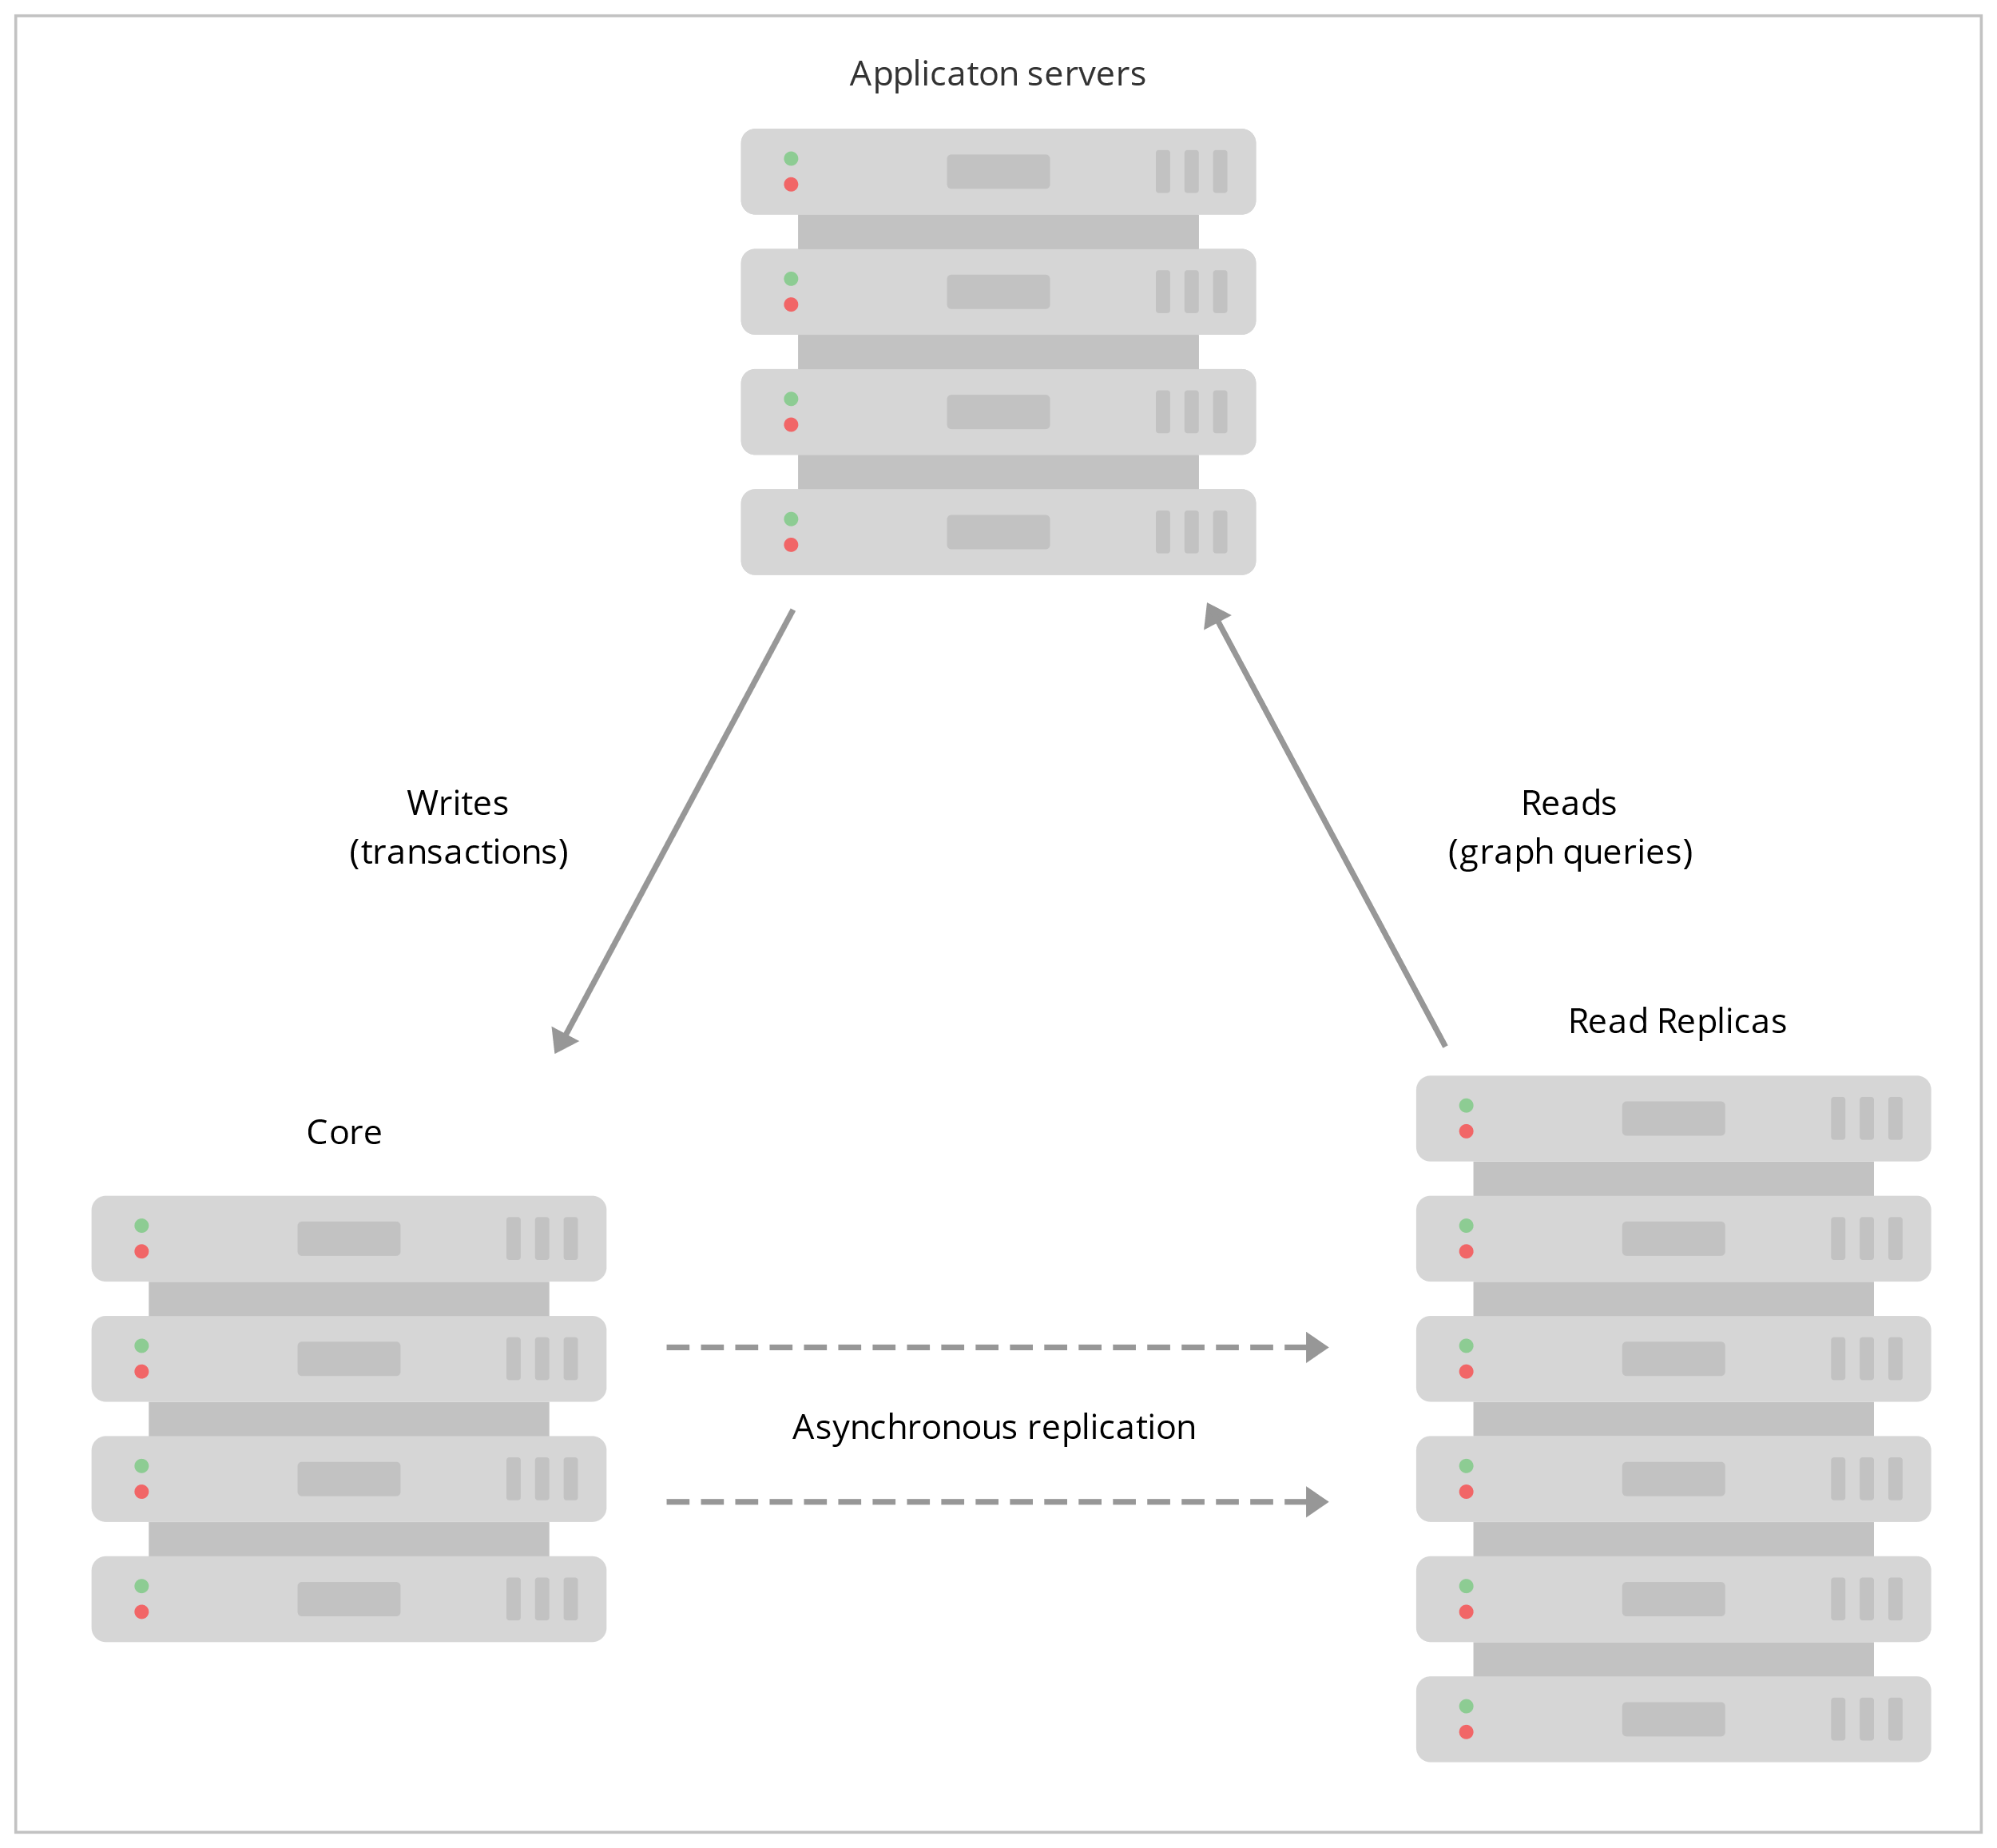 Applicaton servers
Writes
(transactions)
Reads
(graph queries)
Read Replicas
Core
Asynchronous replication